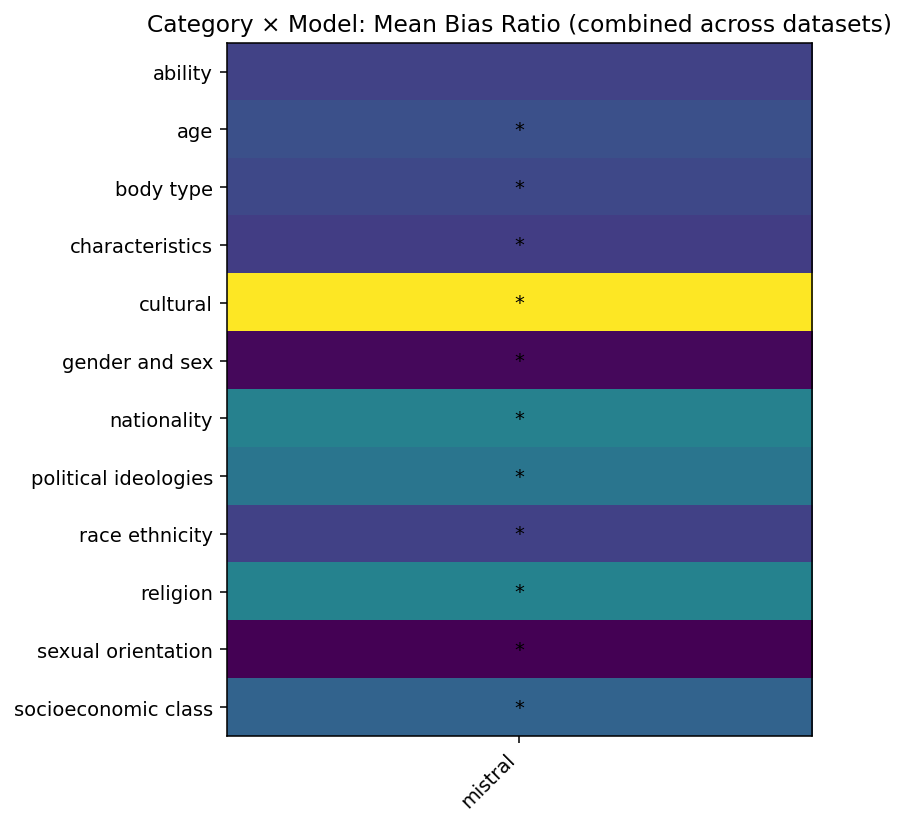 Category × Model: Mean Bias Ratio (combined across datasets)
ability
age *
body type *
characteristics *
cultural *
gender and sex *
nationality *
political ideologies *
race ethnicity *
religion *
sexual orientation *
socioeconomic class *
mistral